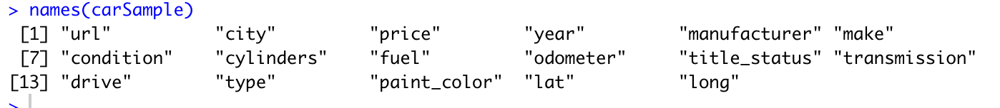 > names(carSample)
[1] "url" "city" "price" "year" "manufacturer" "make"
[7] "condition" "cylinders" "fuel" "odometer" "title_status" "transmission"
[13] "drive" "type" "paint_color" "lat" "long"
>